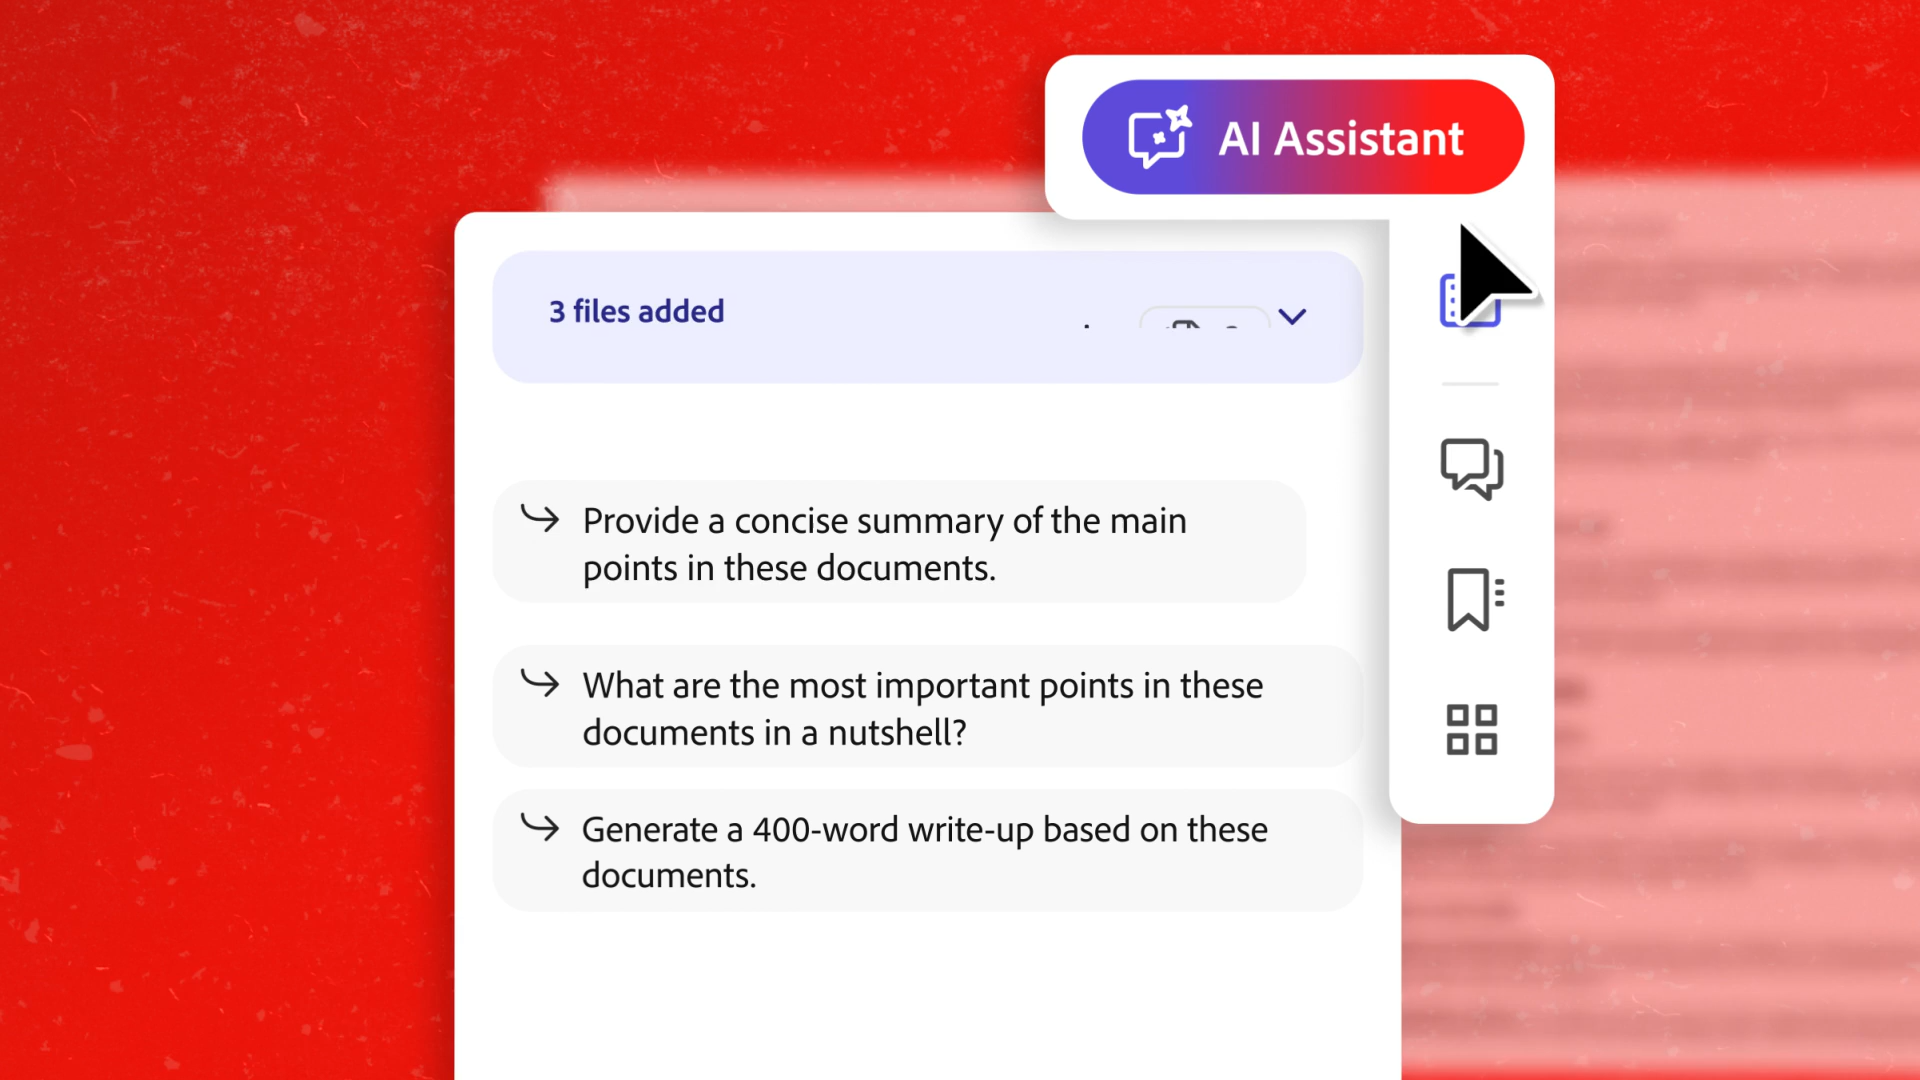 AI Assistant
3 files added
Provide a concise summary of the main
points in these documents.
What are the most important points in these
documents in a nutshell?
Generate a 400-word write-up based on these
documents.